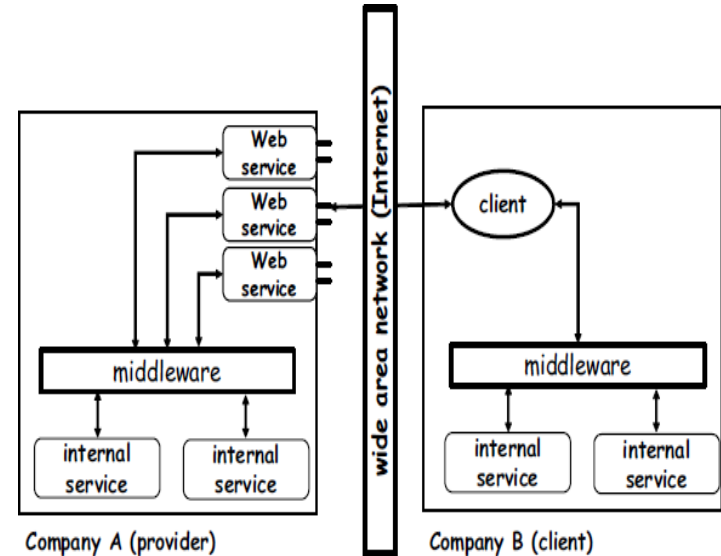 Web
service
Web
service
Web
service
middleware
internal
service
internal
service
Company A (provider)
wide area network (Internet)
client
middleware
internal
service
internal
service
Company B (client)